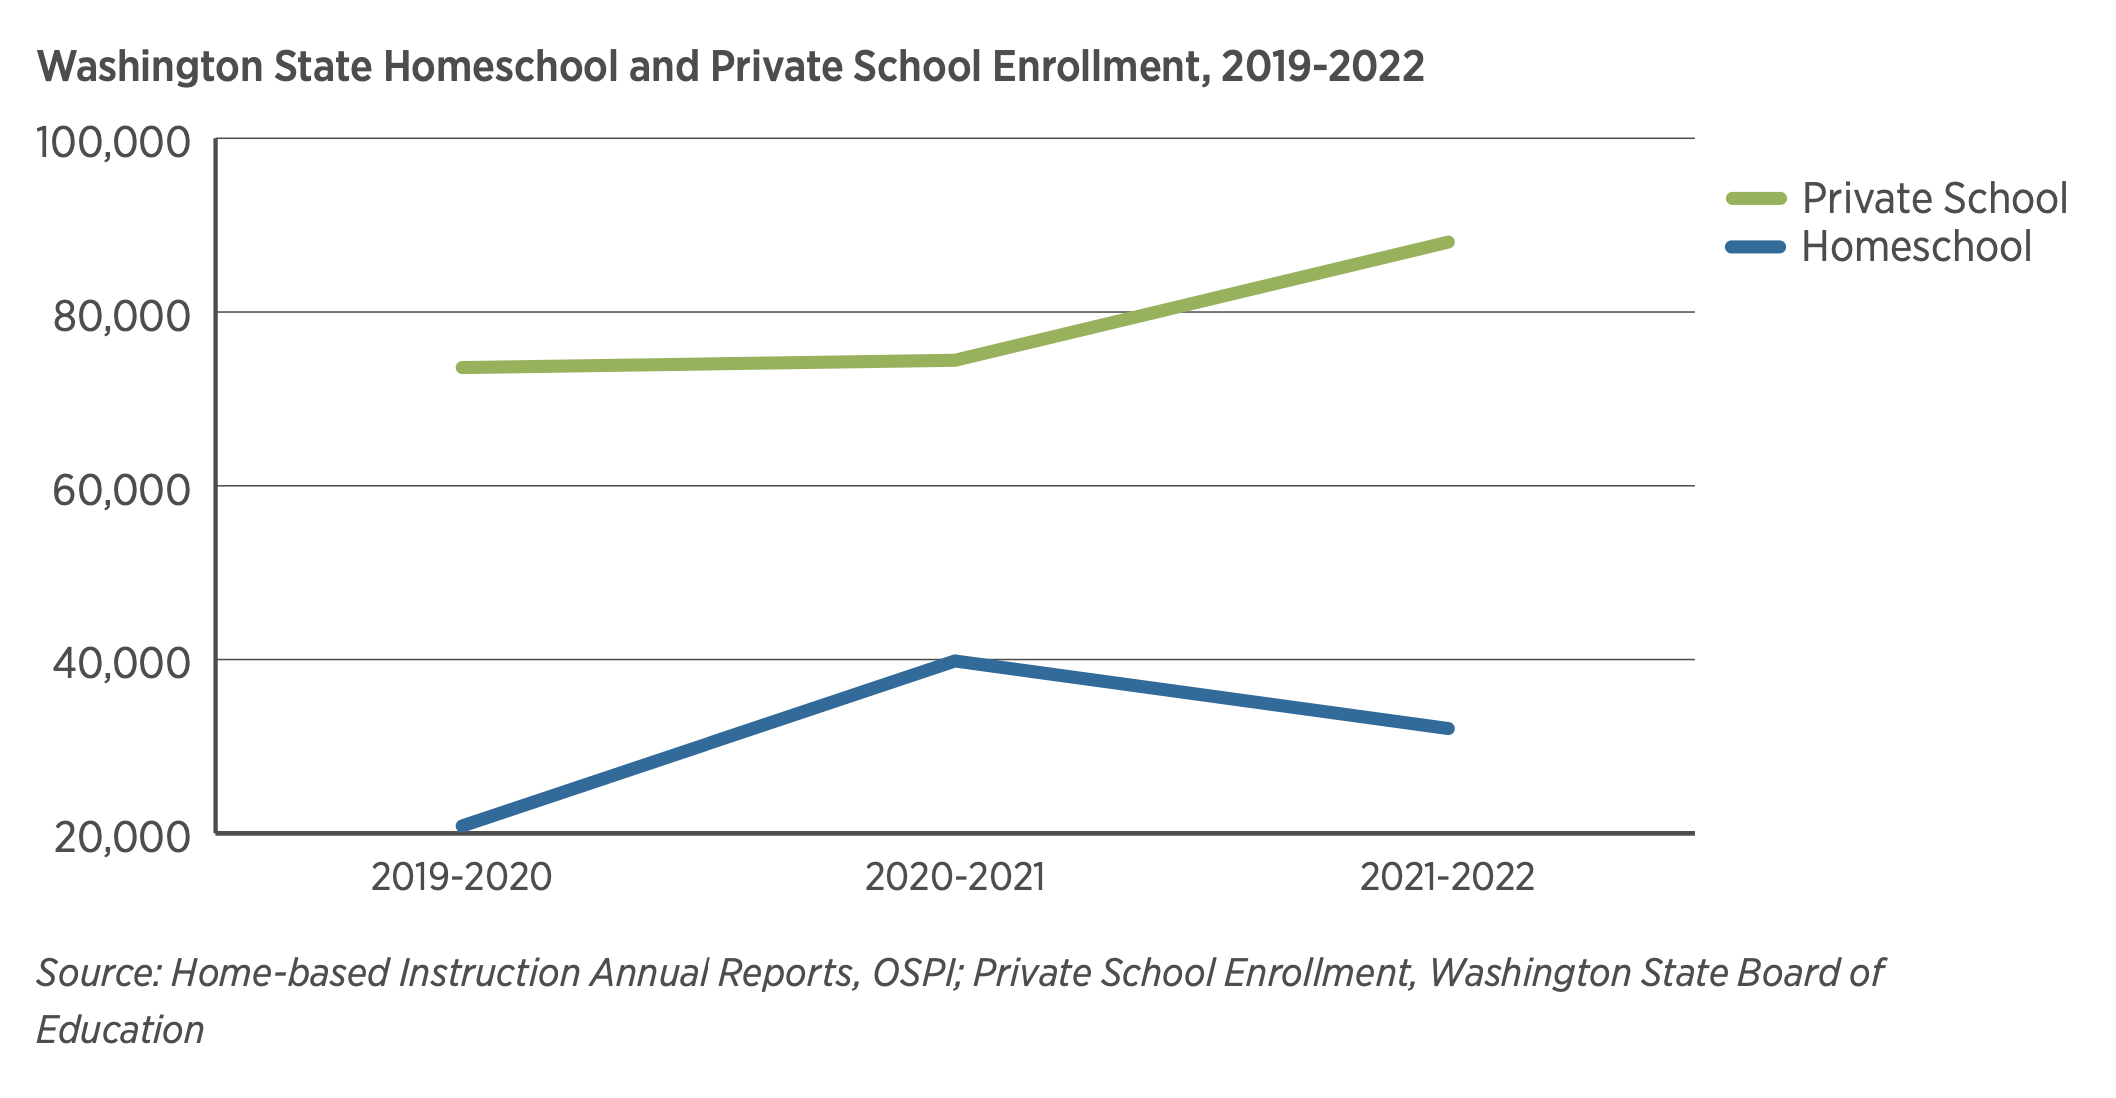 Washington State Homeschool and Private School Enrollment, 2019-2022
100,000
Private School
Homeschool
80,000
60,000
40,000
20,000
2019-2020 2020-2021 2021-2022
Source: Home-based Instruction Annual Reports, OSPI; Private School Enrollment, Washington State Board of
Education